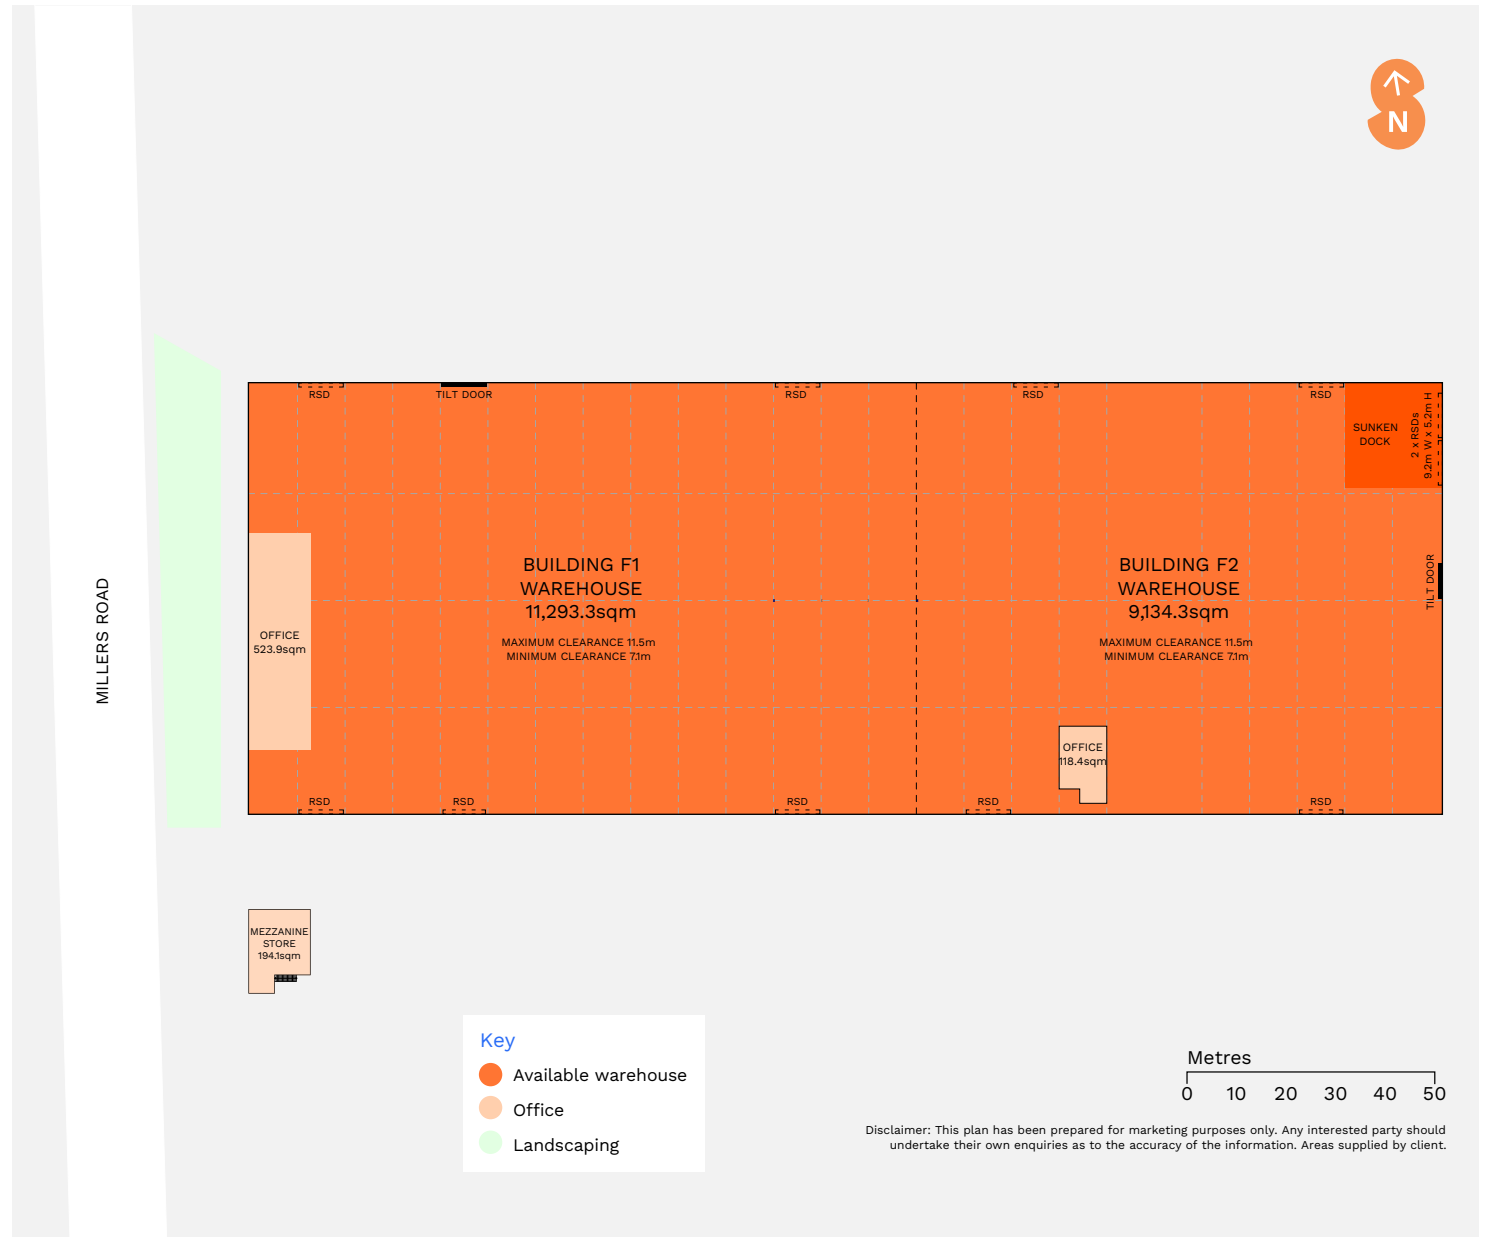 N
RSD
TILT DOOR
RSD
RSD
RSD
SUNKEN
DOCK
2 x RSDs
9.2m W x 5.2m H
BUILDING F1
WAREHOUSE
11,293.3sqm
MAXIMUM CLEARANCE 11.5m
MINIMUM CLEARANCE 7.1m
BUILDING F2
WAREHOUSE
9,134.3sqm
MAXIMUM CLEARANCE 11.5m
MINIMUM CLEARANCE 7.1m
TILT DOOR
MILLERS ROAD
OFFICE
523.9sqm
OFFICE
118.4sqm
RSD
RSD
RSD
RSD
RSD
MEZZANINE
STORE
194.1sqm
Key
Available warehouse
Office
Landscaping
Metres
0 10 20 30 40 50
Disclaimer: This plan has been prepared for marketing purposes only. Any interested party should
undertake their own enquiries as to the accuracy of the information. Areas supplied by client.